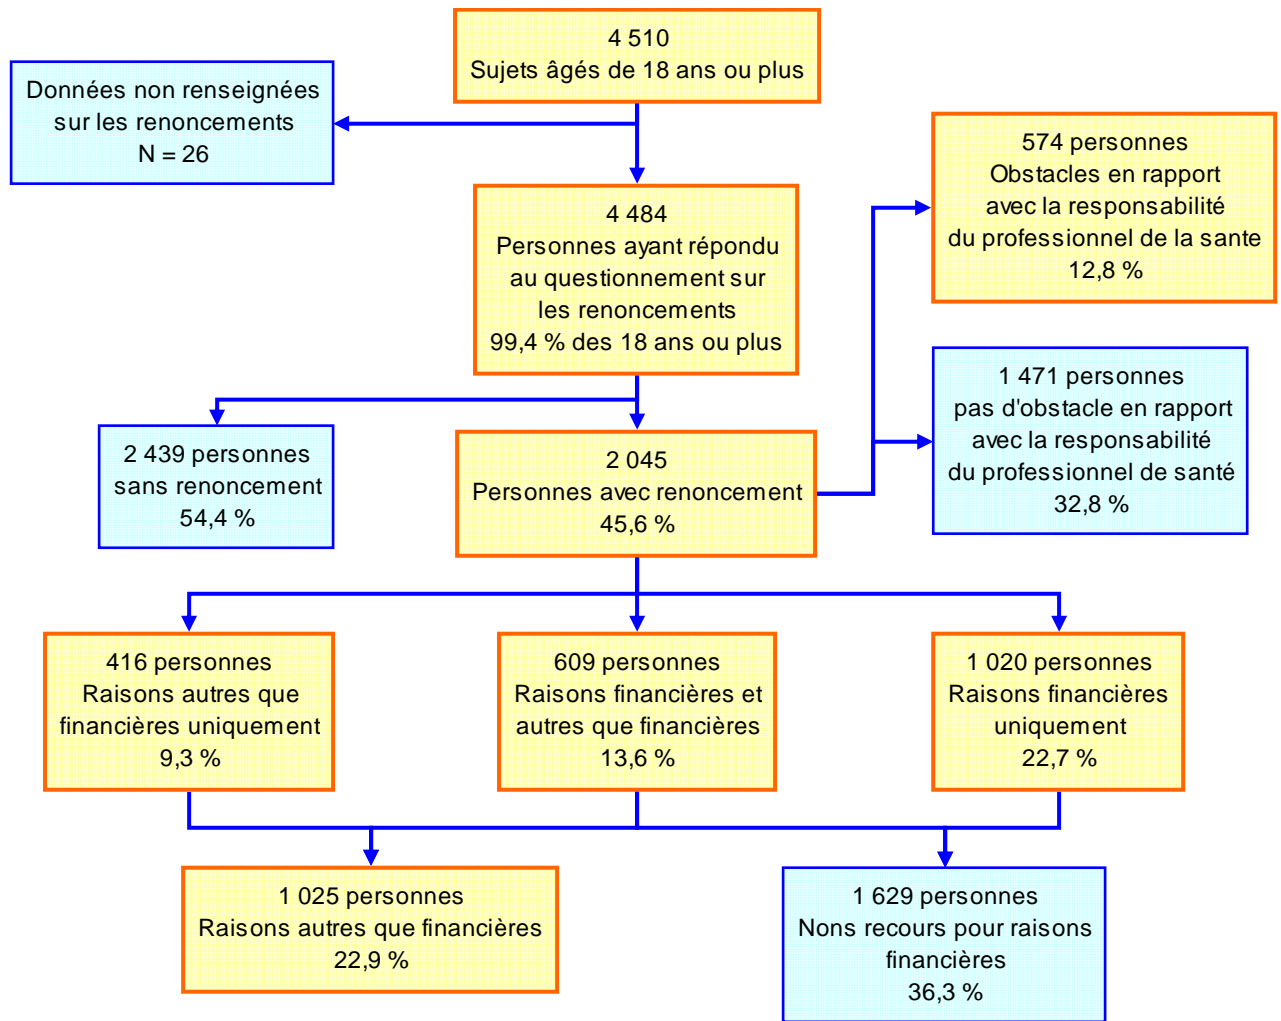 4 510
Sujets âgés de 18 ans ou plus
Données non renseignées
sur les renoncements
N = 26
574 personnes
Obstacles en rapport
avec la responsabilité
du professionnel de la sante
12,8 %
4 484
Personnes ayant répondu
au questionnement sur
les renoncements
99,4 % des 18 ans ou plus
1 471 personnes
pas d'obstacle en rapport
avec la responsabilité
du professionnel de santé
32,8 %
2 439 personnes
sans renoncement
54,4 %
2 045
Personnes avec renoncement
45,6 %
416 personnes
Raisons autres que
financières uniquement
9,3 %
609 personnes
Raisons financières et
autres que financières
13,6 %
1 020 personnes
Raisons financières
uniquement
22,7 %
1 025 personnes
Raisons autres que financières
22,9 %
1 629 personnes
Nons recours pour raisons
financières
36,3 %